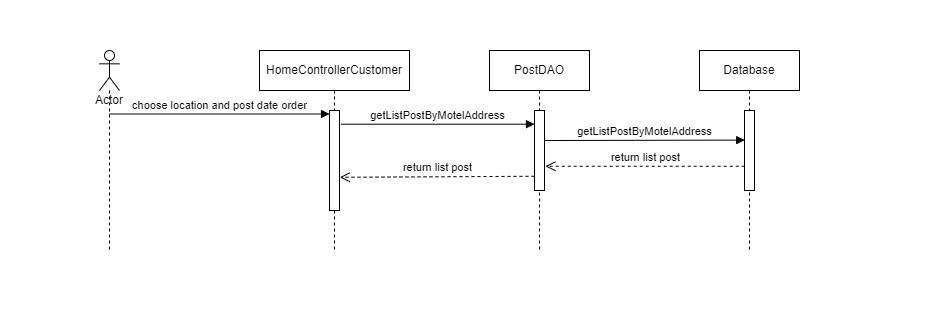 HomeControllerCustomer
PostDAO
Database
Actor
choose location and post date order
getListPostByMotelAddress
getListPostByMotelAddress
return list post
return list post